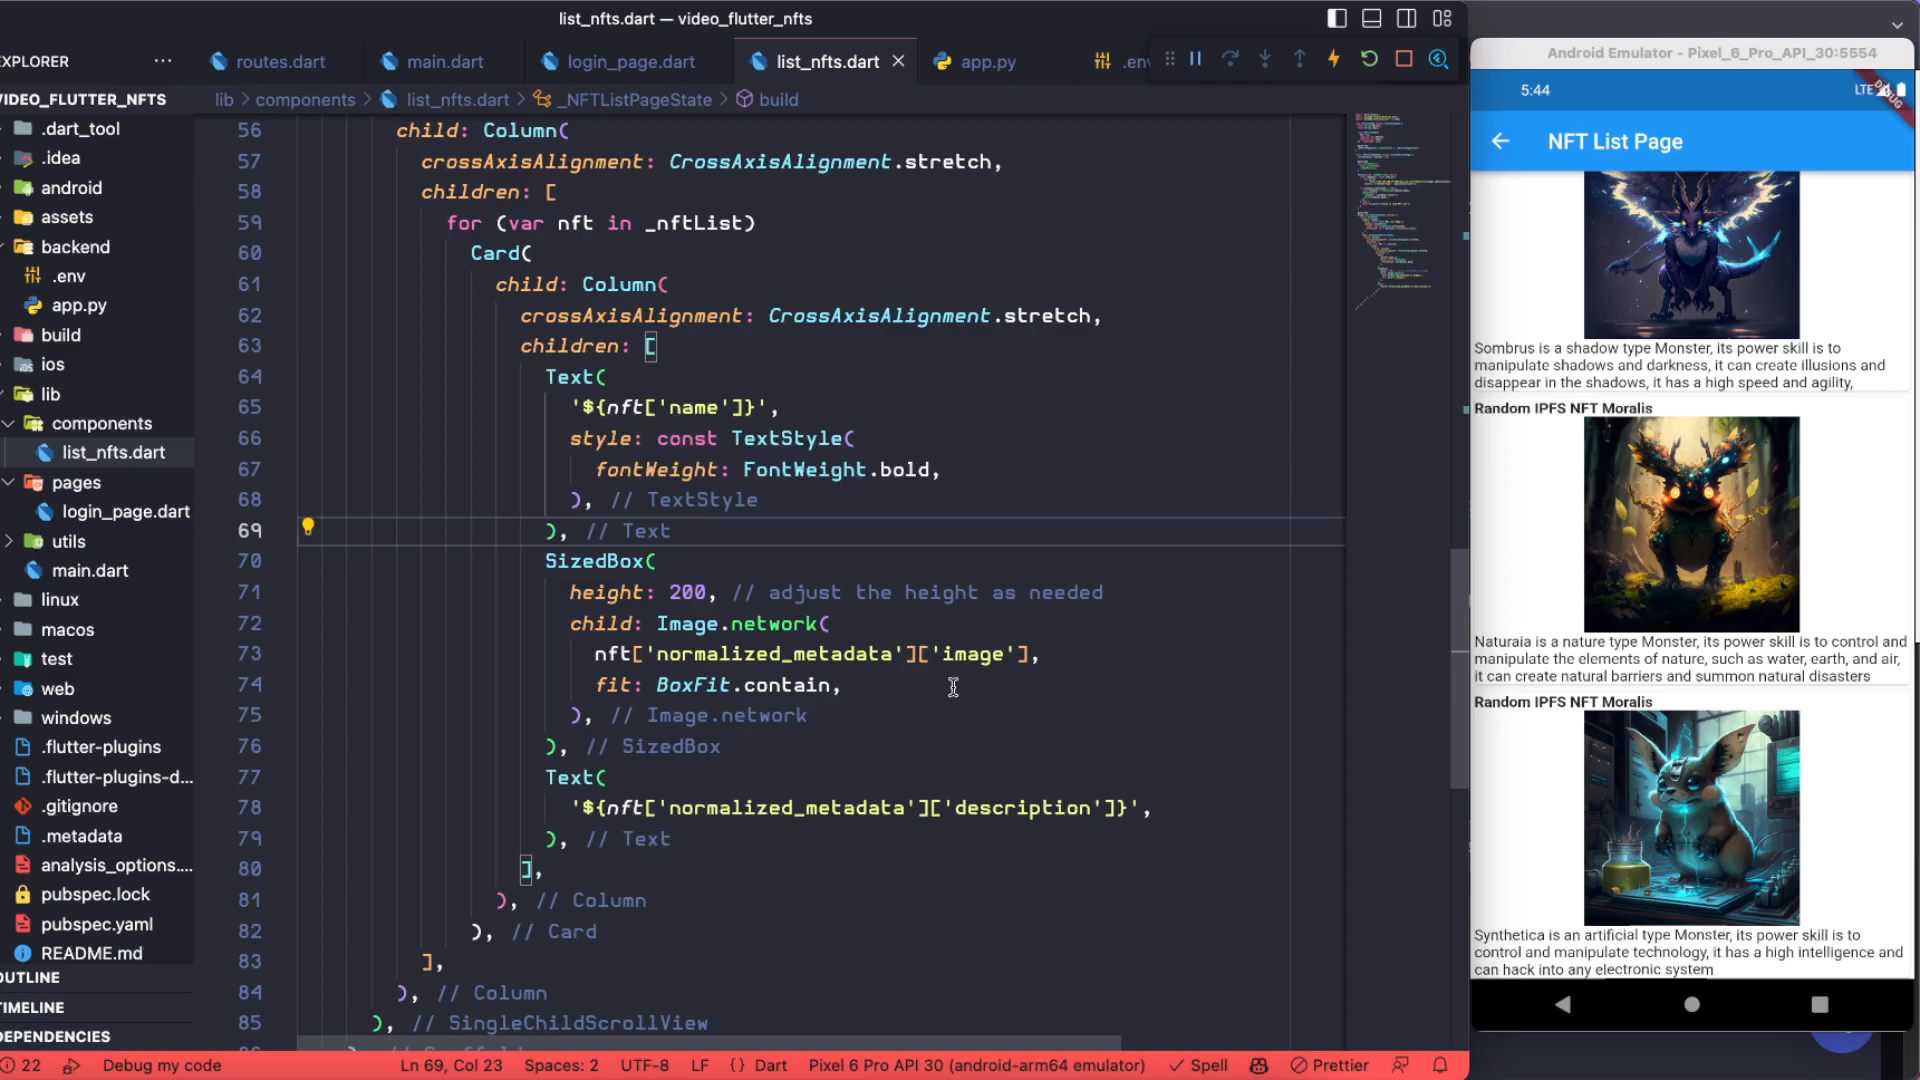 list_nfts.dart — video_flutter_nfts
EXPLORER
routes.dart
main.dart
login_page.dart
list_nfts.dart
app.py
.env
VIDEO_FLUTTER_NFTS
lib > components > list_nfts.dart > _NFTListPageState > build
.dart_tool
.idea
android
assets
backend
.env
app.py
build
ios
lib
components
list_nfts.dart
pages
login_page.dart
utils
main.dart
linux
macos
test
web
windows
.flutter-plugins
.flutter-plugins-d...
.gitignore
.metadata
analysis_options....
pubspec.lock
pubspec.yaml
README.md
OUTLINE
TIMELINE
DEPENDENCIES
56 child: Column(
57 crossAxisAlignment: CrossAxisAlignment.stretch,
58 children: [
59 for (var nft in _nftList)
60 Card(
61 child: Column(
62 crossAxisAlignment: CrossAxisAlignment.stretch,
63 children: [
64 Text(
65 '${nft['name']}',
66 style: const TextStyle(
67 fontWeight: FontWeight.bold,
68 ), // TextStyle
69 ), // Text
70 SizedBox(
71 height: 200, // adjust the height as needed
72 child: Image.network(
73 nft['normalized_metadata']['image'],
74 fit: BoxFit.contain,
75 ), // Image.network
76 ), // SizedBox
77 Text(
78 '${nft['normalized_metadata']['description']}',
79 ), // Text
80 ],
81 ), // Column
82 ), // Card
83 ],
84 ), // Column
85 ), // SingleChildScrollView
22
Debug my code
Ln 69, Col 23
Spaces: 2
UTF-8
LF
{} Dart
Pixel 6 Pro API 30 (android-arm64 emulator)
Spell
Prettier
Android Emulator - Pixel_6_Pro_API_30:5554
5:44
LTE
DEBUG
NFT List Page
Sombrus is a shadow type Monster, its power skill is to
manipulate shadows and darkness, it can create illusions and
disappear in the shadows, it has a high speed and agility,
Random IPFS NFT Moralis
Naturaia is a nature type Monster, its power skill is to control and
manipulate the elements of nature, such as water, earth, and air,
it can create natural barriers and summon natural disasters
Random IPFS NFT Moralis
Synthetica is an artificial type Monster, its power skill is to
control and manipulate technology, it has a high intelligence and
can hack into any electronic system